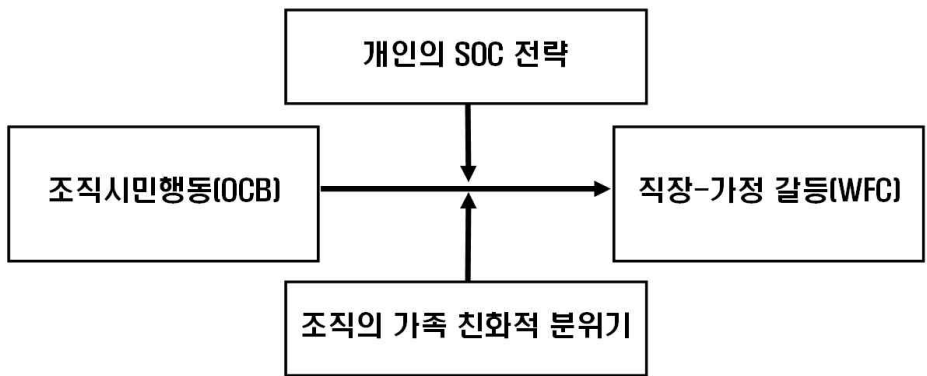 개인의 SOC 전략
조직시민행동(OCB)
직장-가정 갈등(WFC)
조직의 가족 친화적 분위기